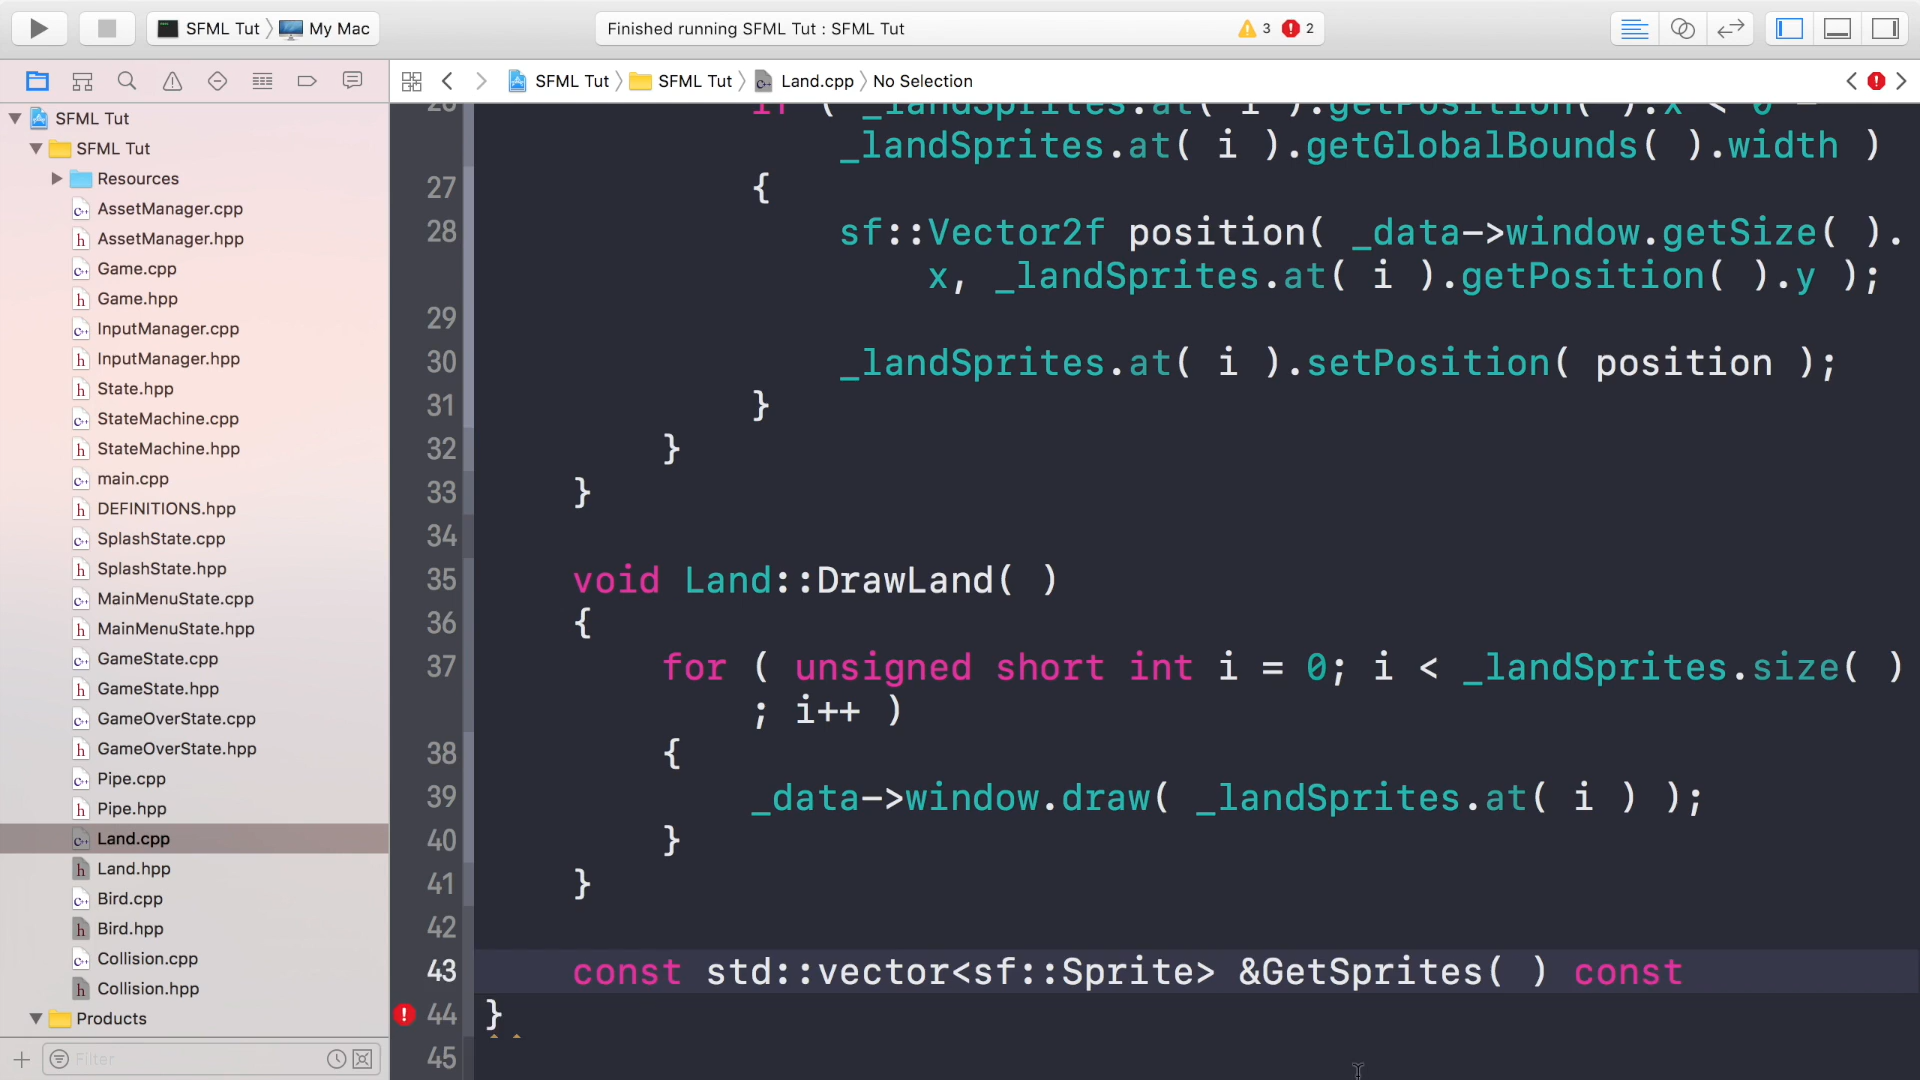 SFML Tut My Mac Finished running SFML Tut : SFML Tut 3 2
SFML Tut SFML Tut Land.cpp No Selection
SFML Tut
SFML Tut
Resources
AssetManager.cpp
AssetManager.hpp
Game.cpp
Game.hpp
InputManager.cpp
InputManager.hpp
State.hpp
StateMachine.cpp
StateMachine.hpp
main.cpp
DEFINITIONS.hpp
SplashState.cpp
SplashState.hpp
MainMenuState.cpp
MainMenuState.hpp
GameState.cpp
GameState.hpp
GameOverState.cpp
GameOverState.hpp
Pipe.cpp
Pipe.hpp
Land.cpp
Land.hpp
Bird.cpp
Bird.hpp
Collision.cpp
Collision.hpp
Products
Filter
26 if ( _landSprites.at( i ).getPosition( ).x < 0 -
_landSprites.at( i ).getGlobalBounds( ).width )
27 {
28 sf::Vector2f position( _data->window.getSize( ).
x, _landSprites.at( i ).getPosition( ).y );
29
30 _landSprites.at( i ).setPosition( position );
31 }
32 }
33 }
34
35 void Land::DrawLand( )
36 {
37 for ( unsigned short int i = 0; i < _landSprites.size( )
; i++ )
38 {
39 _data->window.draw( _landSprites.at( i ) );
40 }
41 }
42
43 const std::vector<sf::Sprite> &GetSprites( ) const
44 }
45